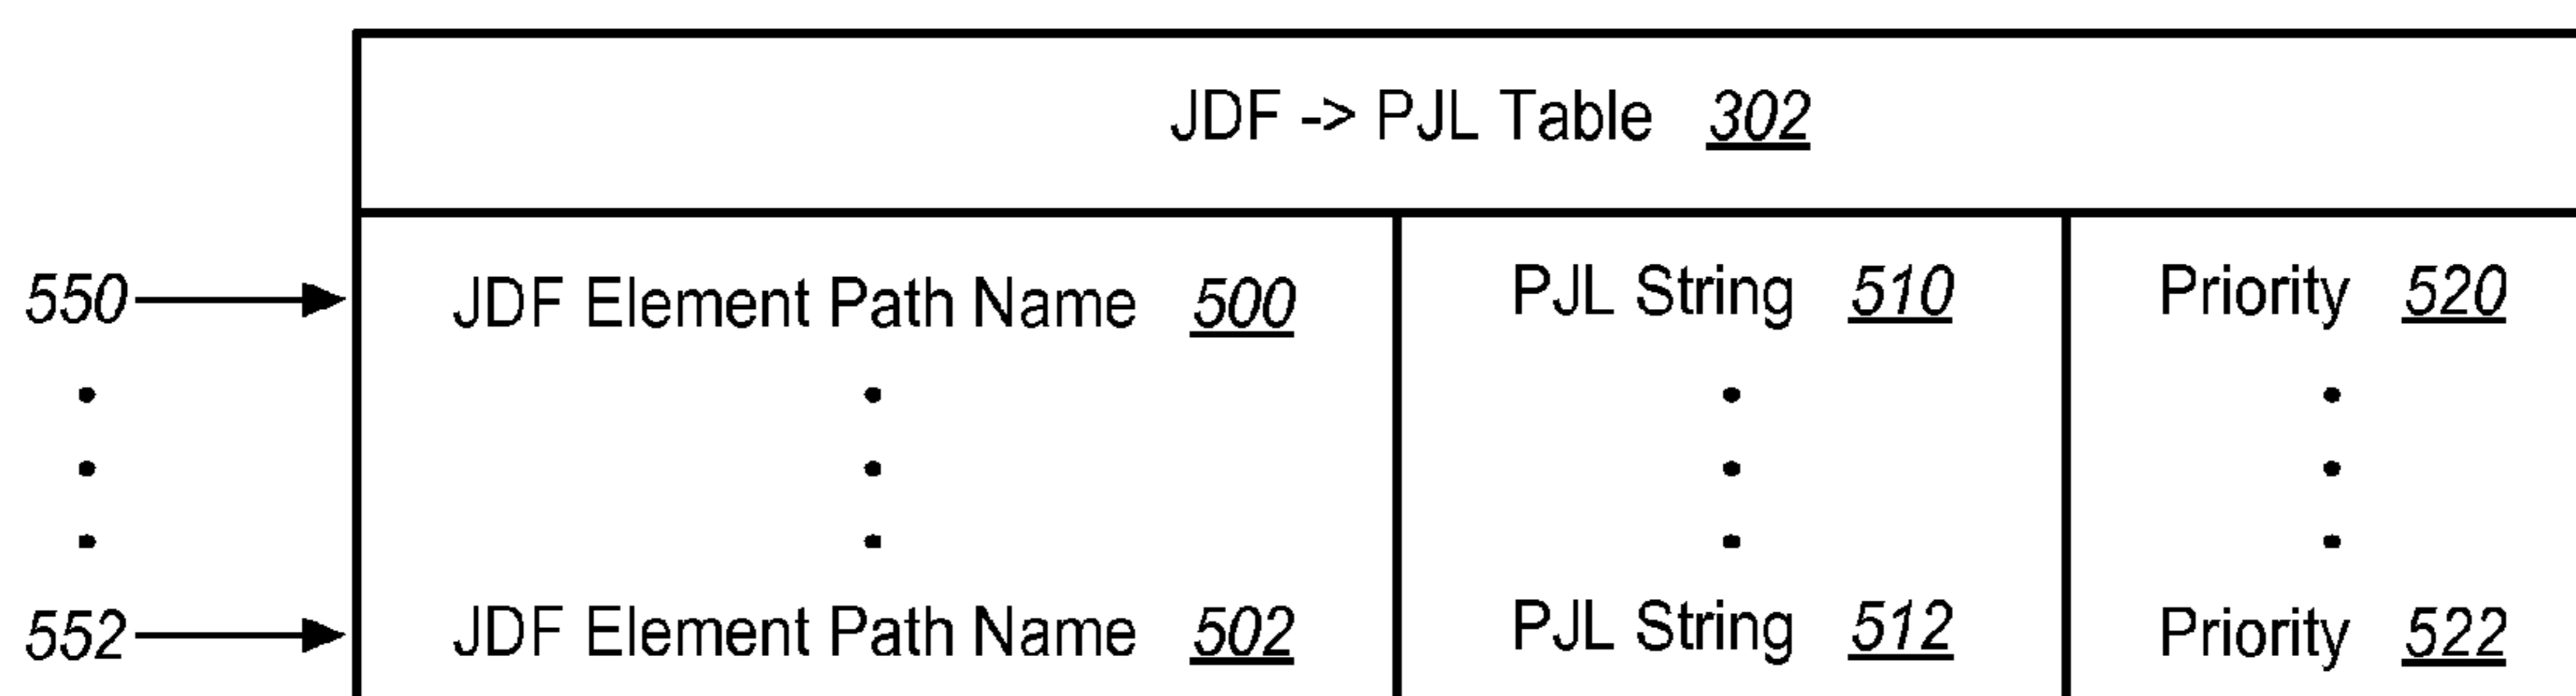 JDF -> PJL Table 302
550 JDF Element Path Name 500 PJL String 510 Priority 520
552 JDF Element Path Name 502 PJL String 512 Priority 522